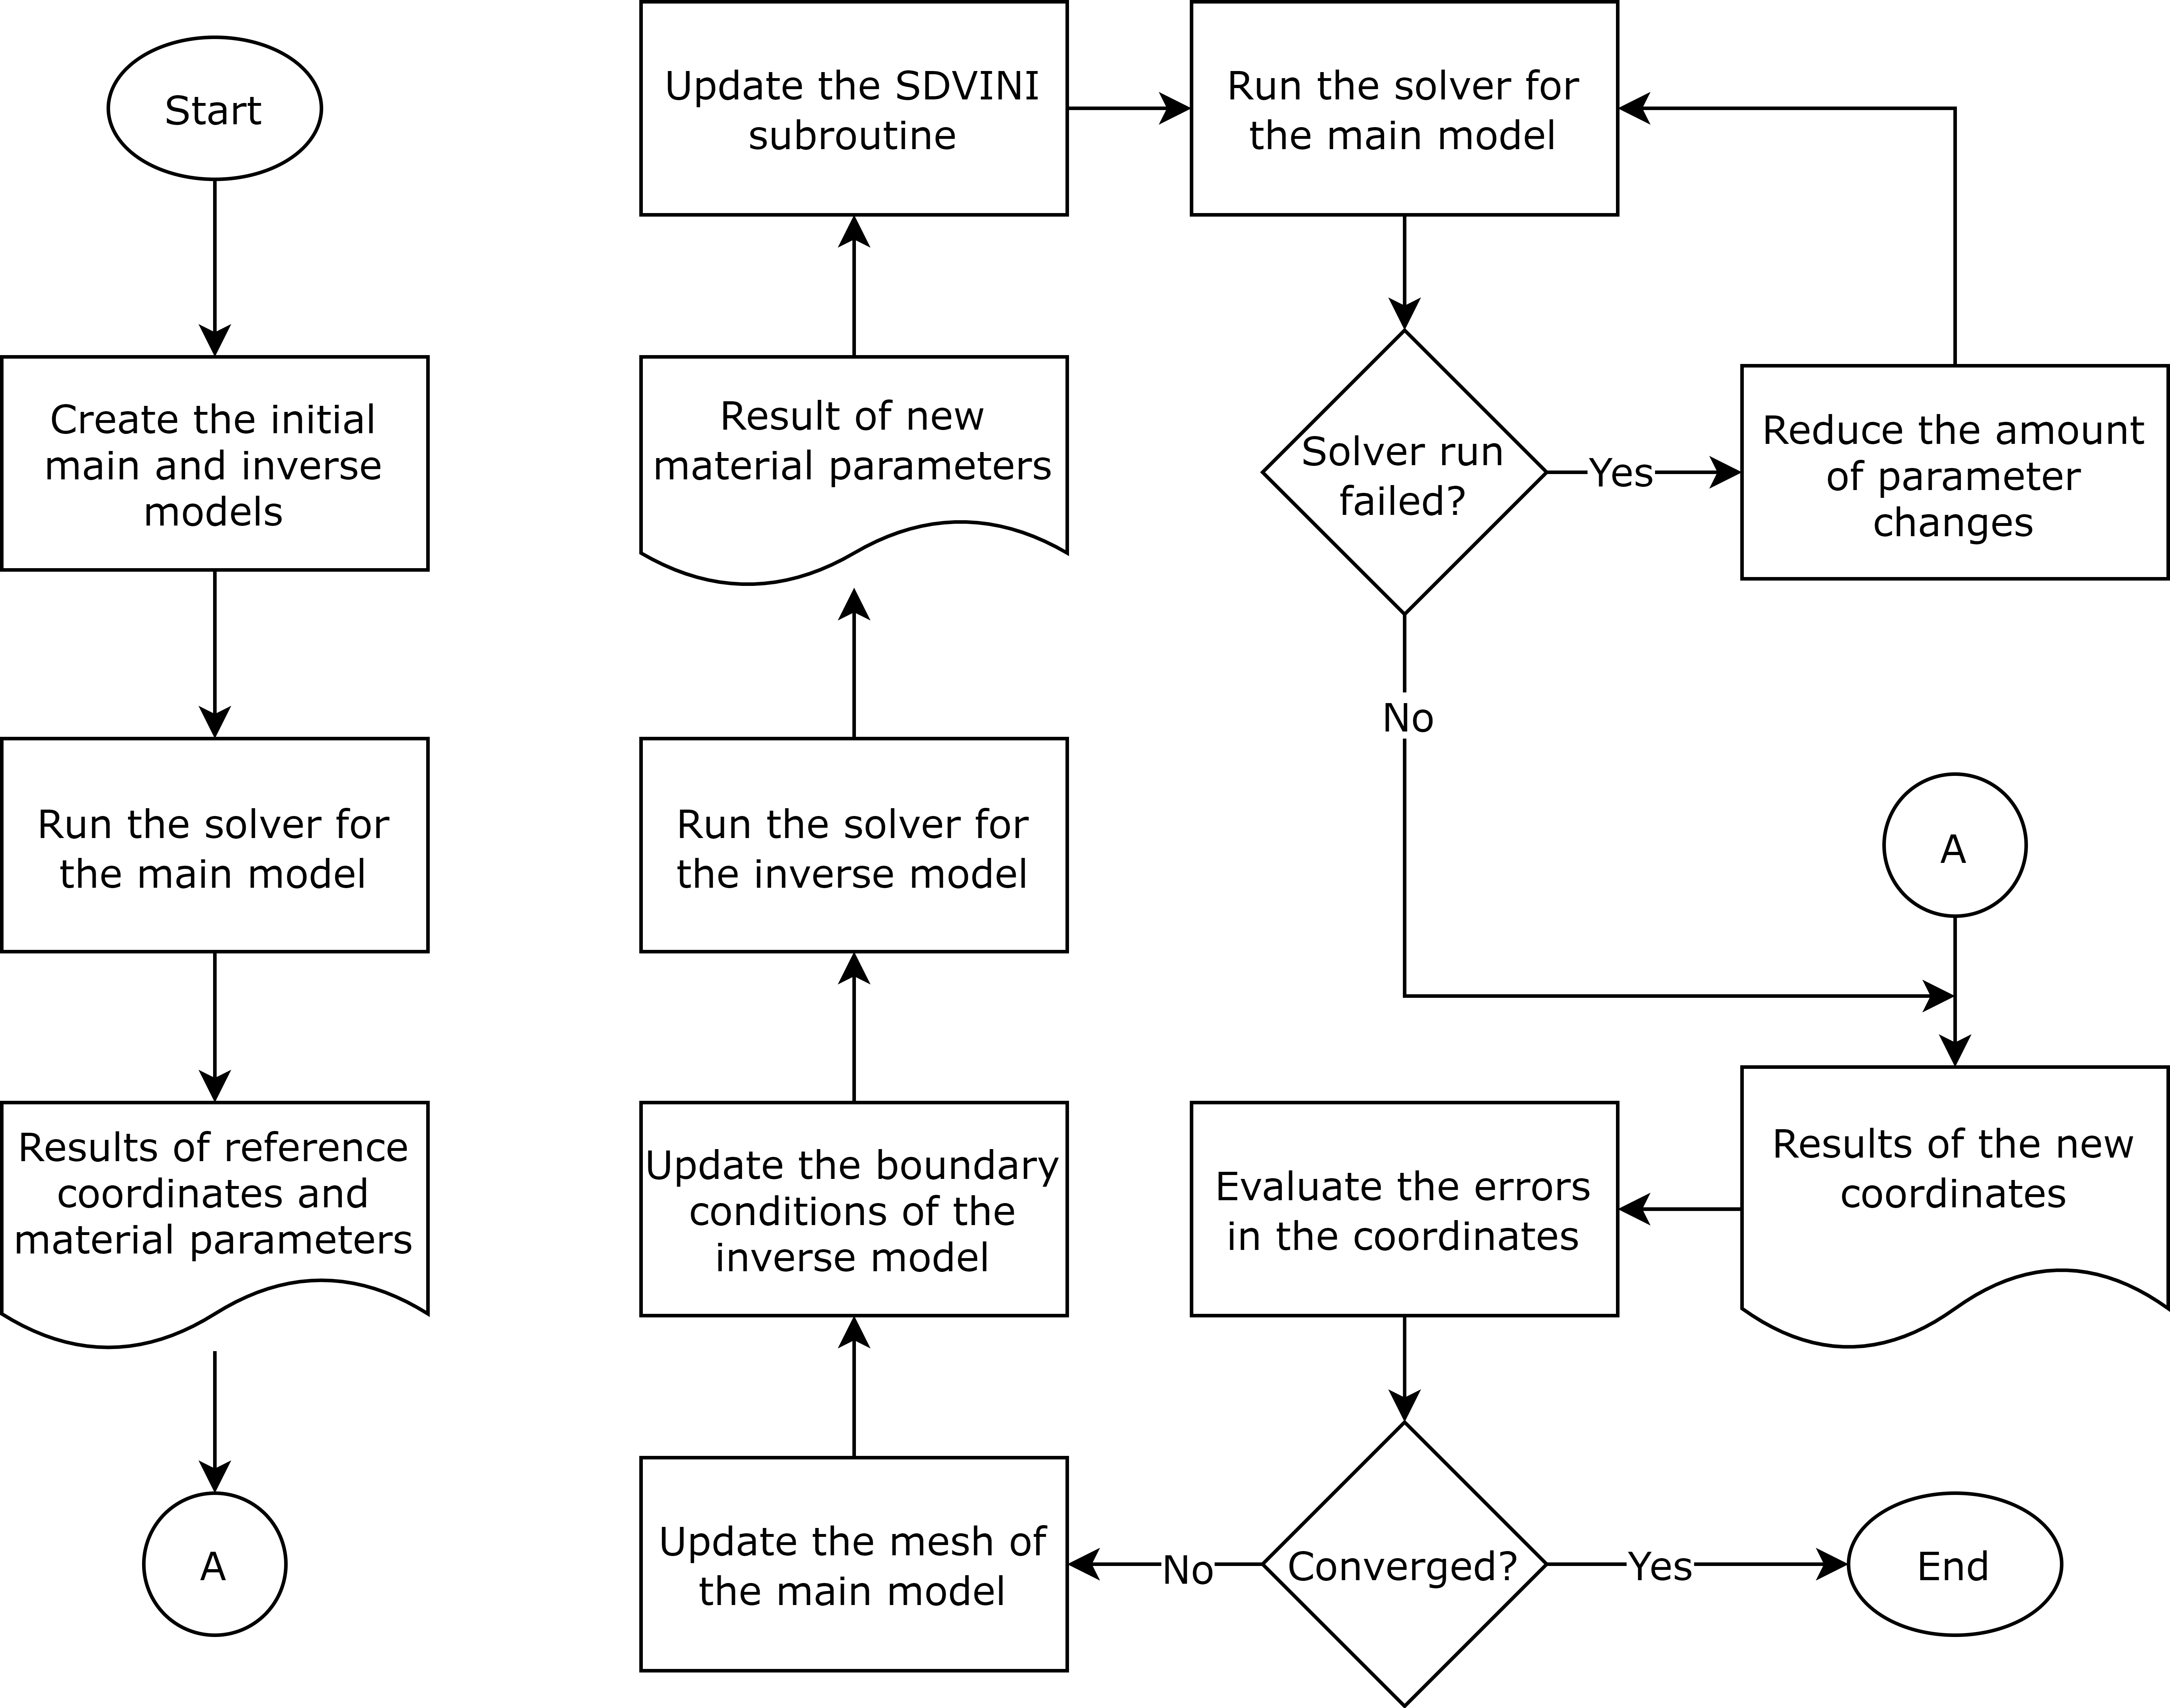 Start
Create the initial
main and inverse
models
Run the solver for
the main model
Results of reference
coordinates and
material parameters
A
Update the SDVINI
subroutine
Result of new
material parameters
Run the solver for
the inverse model
Update the boundary
conditions of the
inverse model
Update the mesh of
the main model
Run the solver for
the main model
Solver run
failed?
Yes
Reduce the amount
of parameter
changes
No
A
Results of the new
coordinates
Evaluate the errors
in the coordinates
Converged?
No
Yes
End